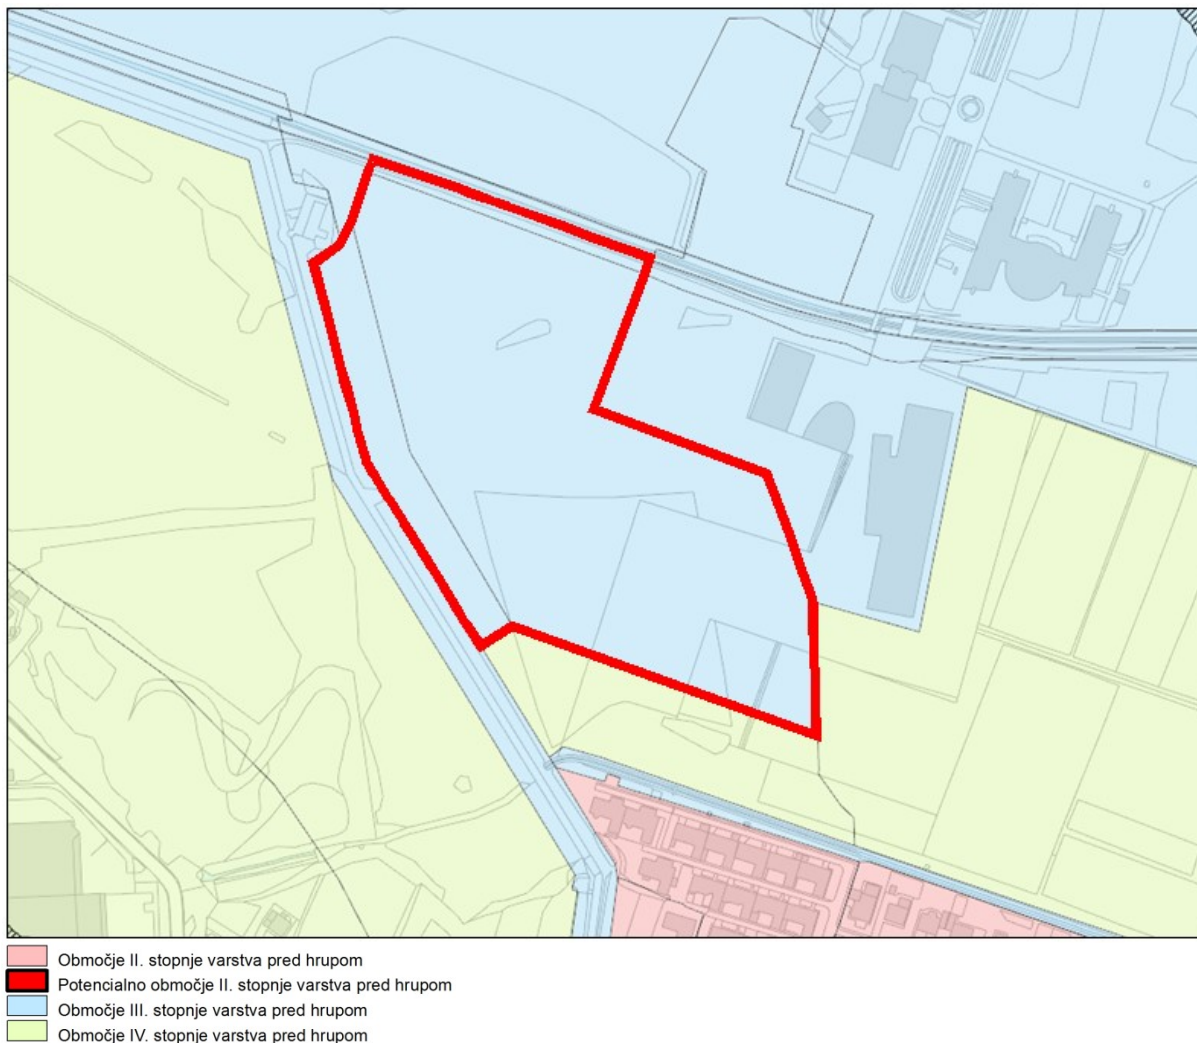 Območje II. stopnje varstva pred hrupom
Potencialno območje II. stopnje varstva pred hrupom
Območje III. stopnje varstva pred hrupom
Območje IV. stopnje varstva pred hrupom